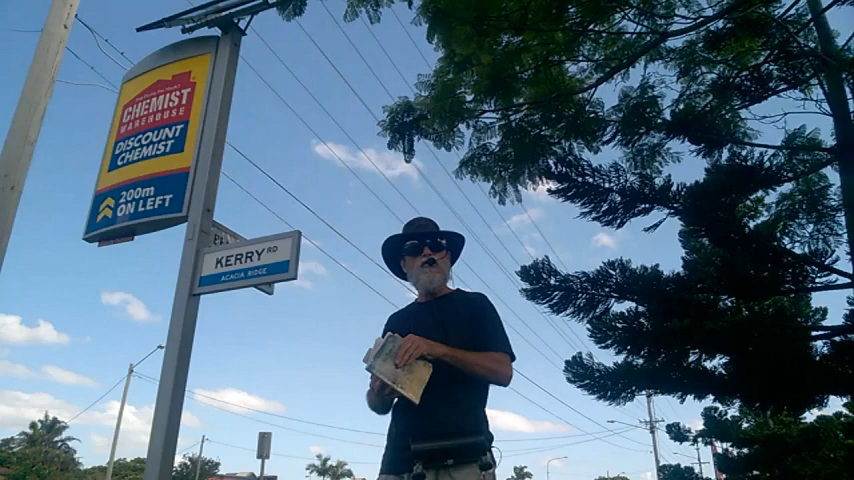 CHEMIST
WAREHOUSE
DISCOUNT
CHEMIST
200m
ON LEFT
KERRY RD
ACACIA RIDGE